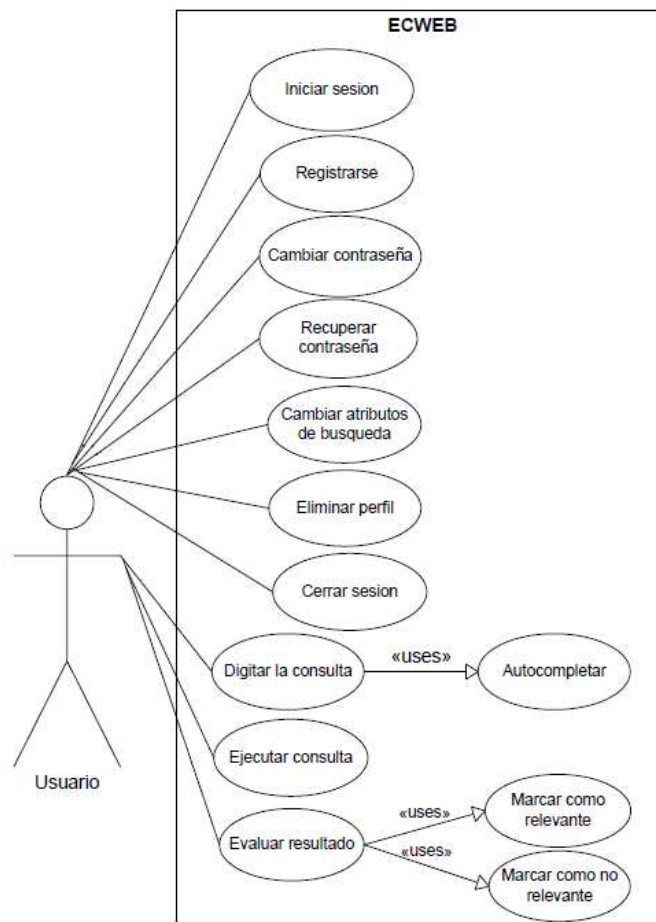 ECWEB
Iniciar sesion
Registrarse
Cambiar contraseña
Recuperar
contraseña
Cambiar atributos
de busqueda
Eliminar perfil
Cerrar sesion
Digitar la consulta
«uses»
Autocompletar
Ejecutar consulta
Usuario
Evaluar resultado
«uses»
Marcar como
relevante
«uses»
Marcar como no
relevante